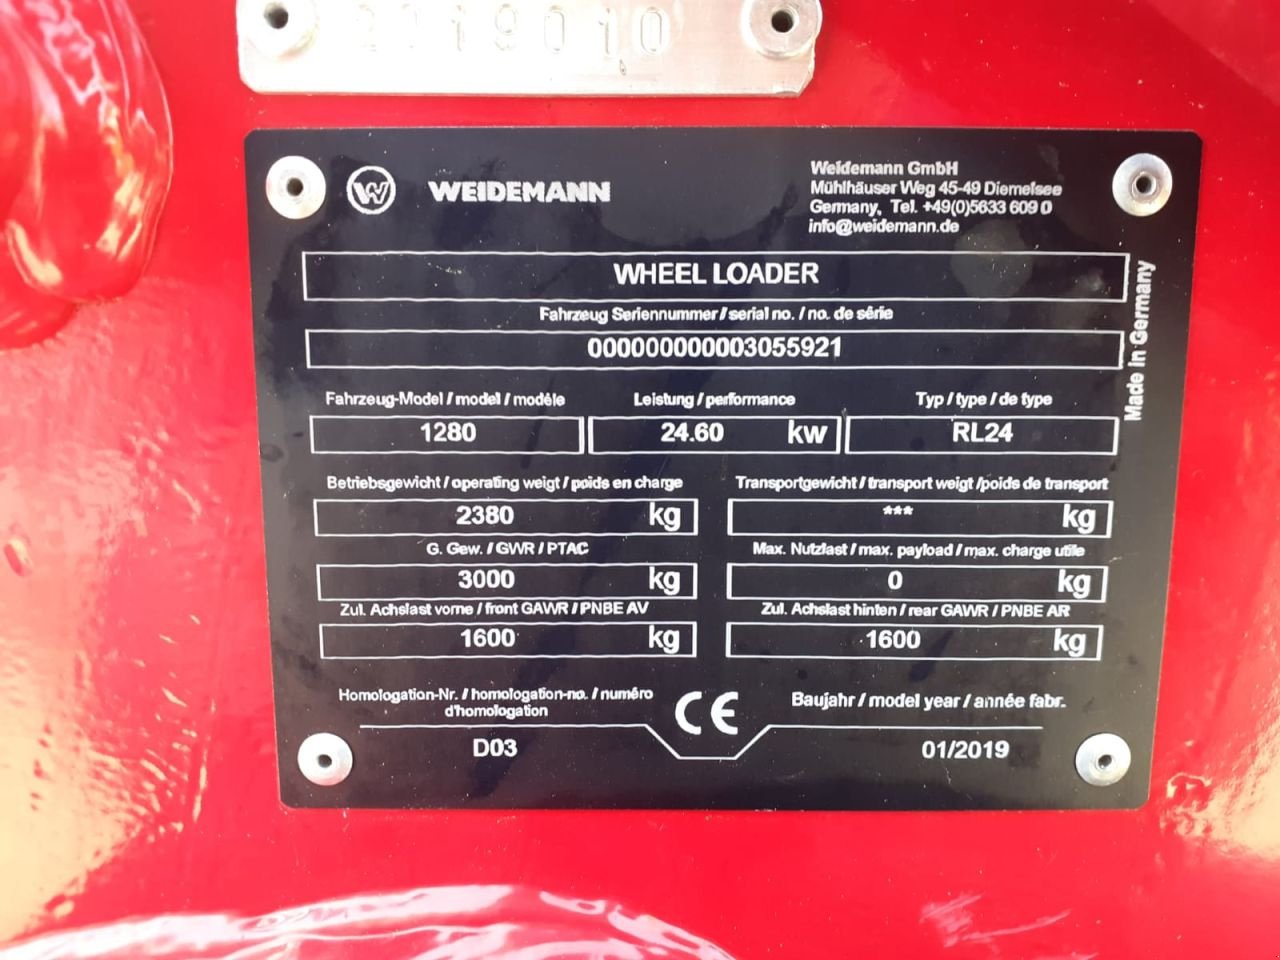 2219010
WEIDEMANN
Weidemann GmbH
Mühlhäuser Weg 45-49 Diemelsee
Germany, Tel. +49(0)5633 609 0
info@weidemann.de
WHEEL LOADER
Fahrzeug Seriennummer / serial no. / no. de série
000000000003055921
Made in Germany
Fahrzeug-Model / model / modéle
Leistung / performance
Typ / type / de type
1280
24.60 kw
RL24
Betriebsgewicht / operating weigt / poids en charge
Transportgewicht / transport weigt /poids de transport
2380 kg
*** kg
G. Gew. / GWR / PTAC
Max. Nutzlast / max. payload / max. charge utile
3000 kg
0 kg
Zul. Achslast vorne / front GAWR / PNBE AV
Zul. Achslast hinten / rear GAWR / PNBE AR
1600 kg
1600 kg
Homologation-Nr. / homologation-no. / numéro
d'homologation
CE
Baujahr / model year / année fabr.
D03
01/2019